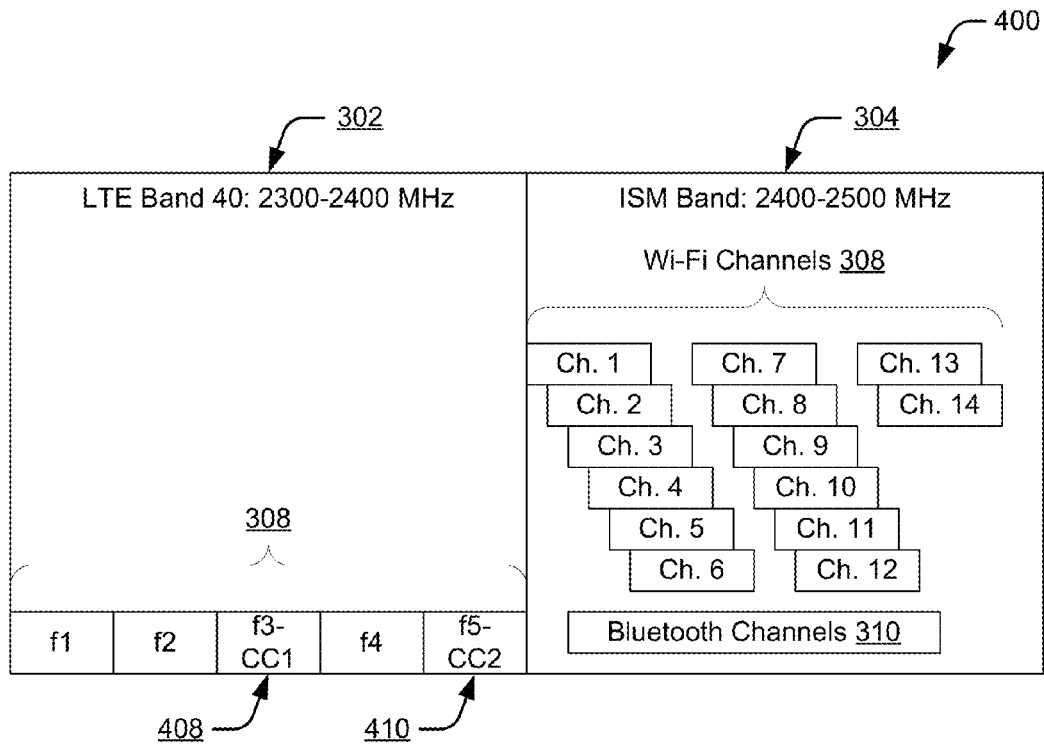 400
302
304
LTE Band 40: 2300-2400 MHz
ISM Band: 2400-2500 MHz
Wi-Fi Channels 308
Ch. 1
Ch. 7
Ch. 13
Ch. 2
Ch. 8
Ch. 14
Ch. 3
Ch. 9
Ch. 4
Ch. 10
308
Ch. 5
Ch. 11
Ch. 6
Ch. 12
f1
f2
f3-
CC1
f4
f5-
CC2
Bluetooth Channels 310
408
410